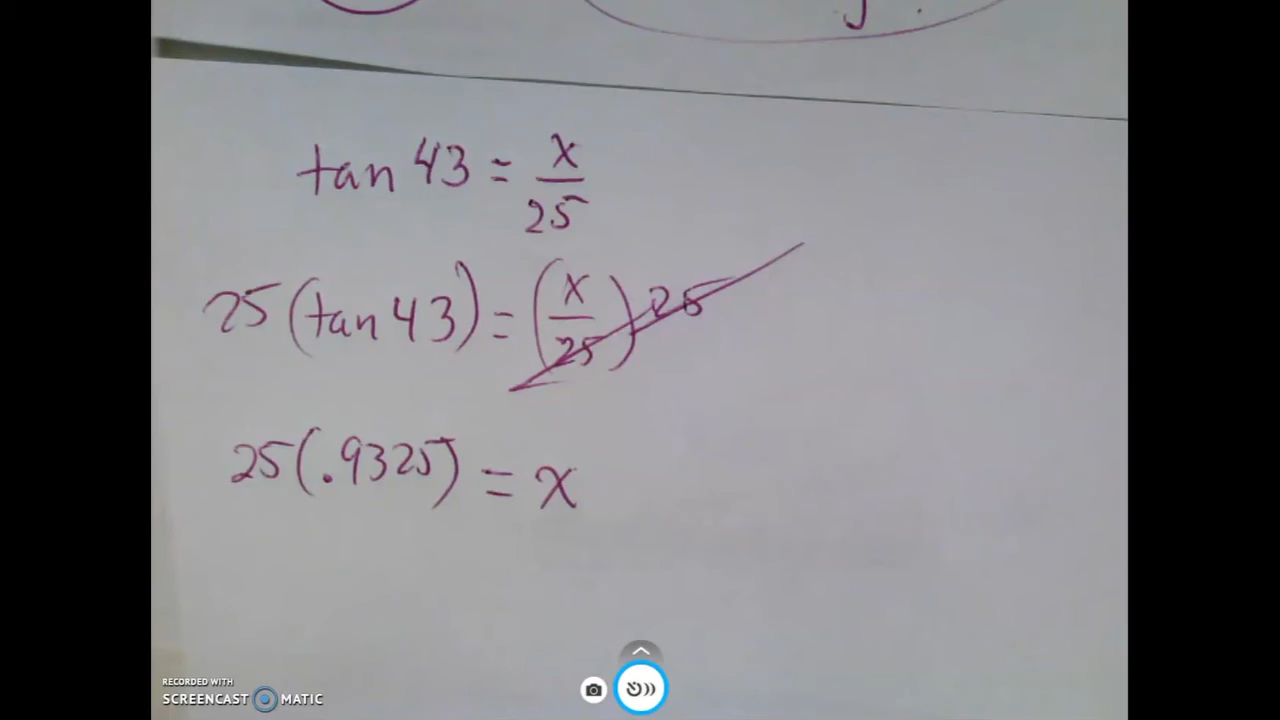 tan 43 = x/25
25(tan 43) = (x/25) 25
25(.9325) = x
RECORDED WITH
SCREENCAST MATIC